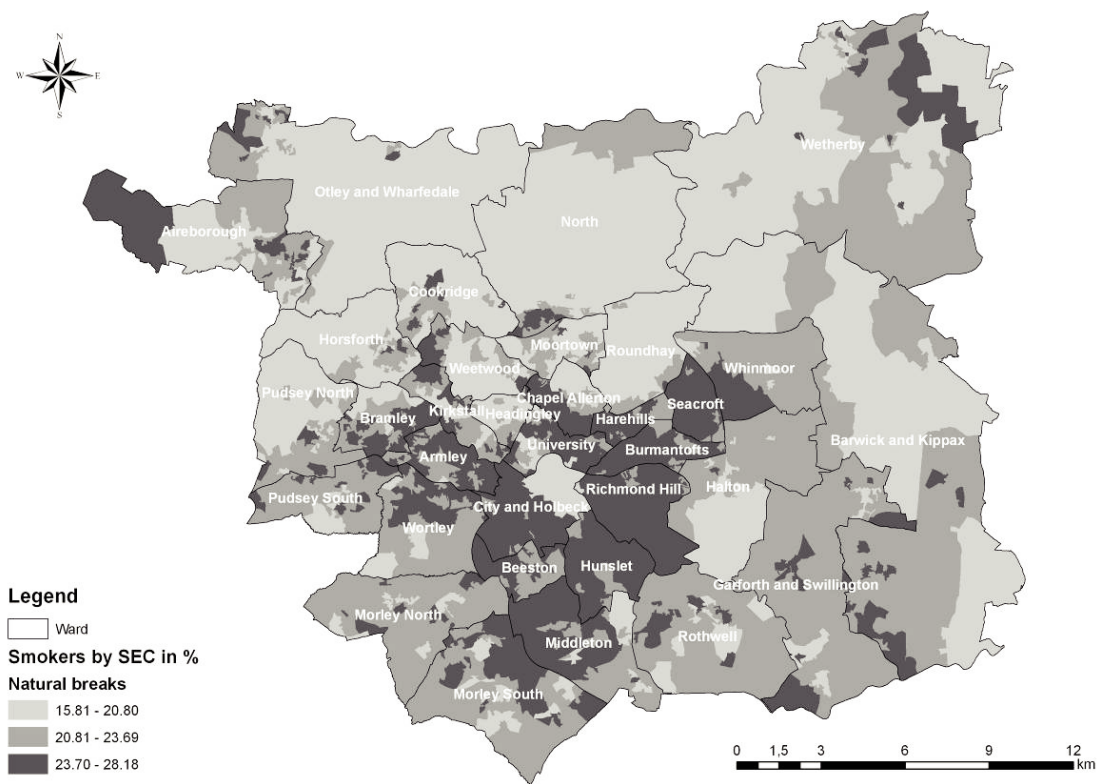 N
W E
S
Wetherby
Otley and Wharfedale
North
Aireborough
Cookridge
Horsforth
Moortown
Roundhay
Weetwood
Whinmoor
Pudsey North
Chapel Allerton
Seacroft
Kirkstall
Headingley
Bramley
Harehills
University
Barwick and Kippax
Armley
Burmantofts
Halton
Richmond Hill
Pudsey South
City and Holbeck
Wortley
Beeston
Hunslet
Garforth and Swillington
Morley North
Rothwell
Middleton
Morley South
Legend
Ward
Smokers by SEC in %
Natural breaks
15.81 - 20.80
20.81 - 23.69
23.70 - 28.18
0 1,5 3 6 9 12
km